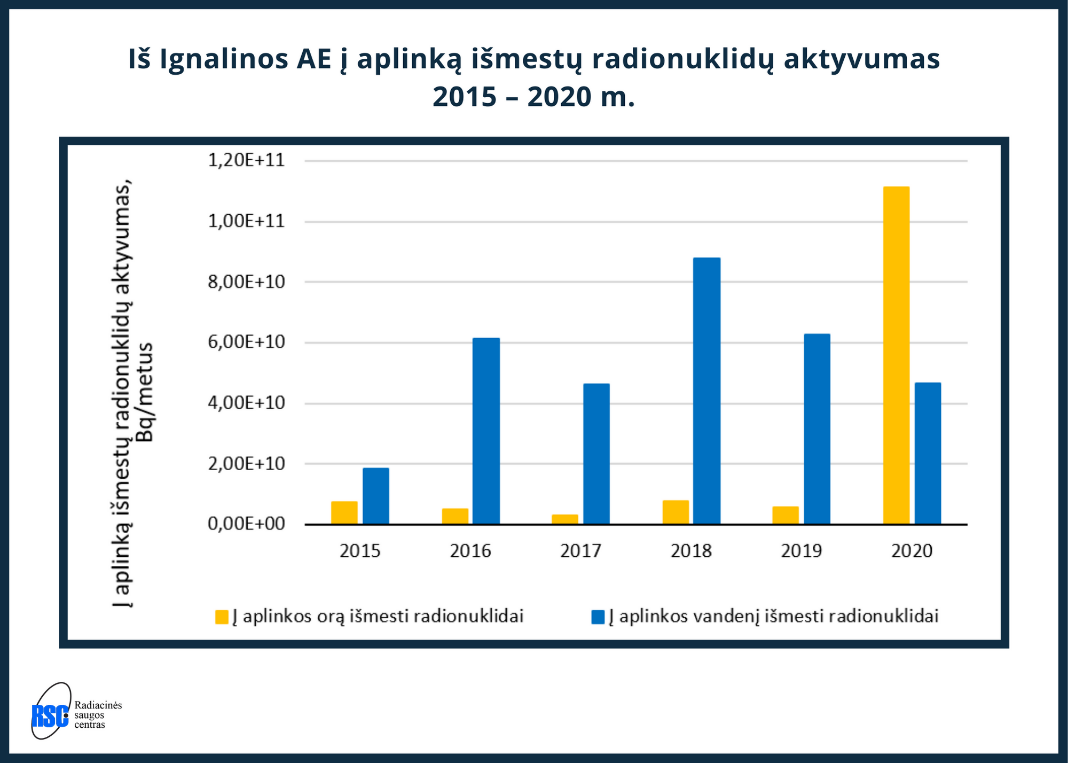 Iš Ignalinos AE į aplinką išmestų radionuklidų aktyvumas
2015 – 2020 m.
Į aplinką išmestų radionuklidų aktyvumas,
Bq/metus
1,20E+11
1,00E+11
8,00E+10
6,00E+10
4,00E+10
2,00E+10
0,00E+00
2015 2016 2017 2018 2019 2020
Į aplinkos orą išmesti radionuklidai Į aplinkos vandenį išmesti radionuklidai
RSC
Radiacinės
saugos
centras